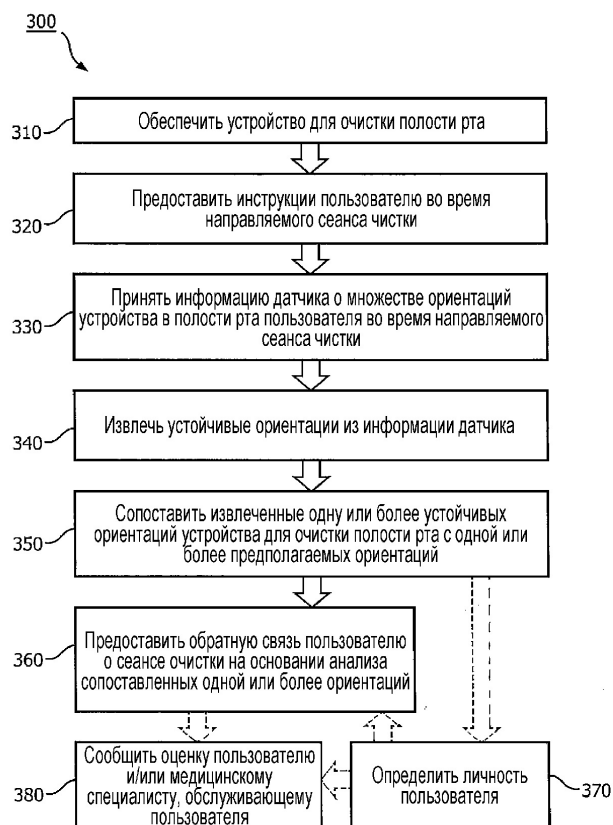 300
310
Обеспечить устройство для очистки полости рта
320
Предоставить инструкции пользователю во время
направляемого сеанса чистки
330
Принять информацию датчика о множестве ориентаций
устройства в полости рта пользователя во время направляемого
сеанса чистки
340
Извлечь устойчивые ориентации из информации датчика
350
Сопоставить извлеченные одну или более устойчивых
ориентаций устройства для очистки полости рта с одной или
более предполагаемых ориентаций
360
Предоставить обратную связь пользователю
о сеансе очистки на основании анализа
сопоставленных одной или более ориентаций
380
Сообщить оценку пользователю
и/или медицинскому
специалисту, обслуживающему
пользователя
Определить личность
пользователя
370